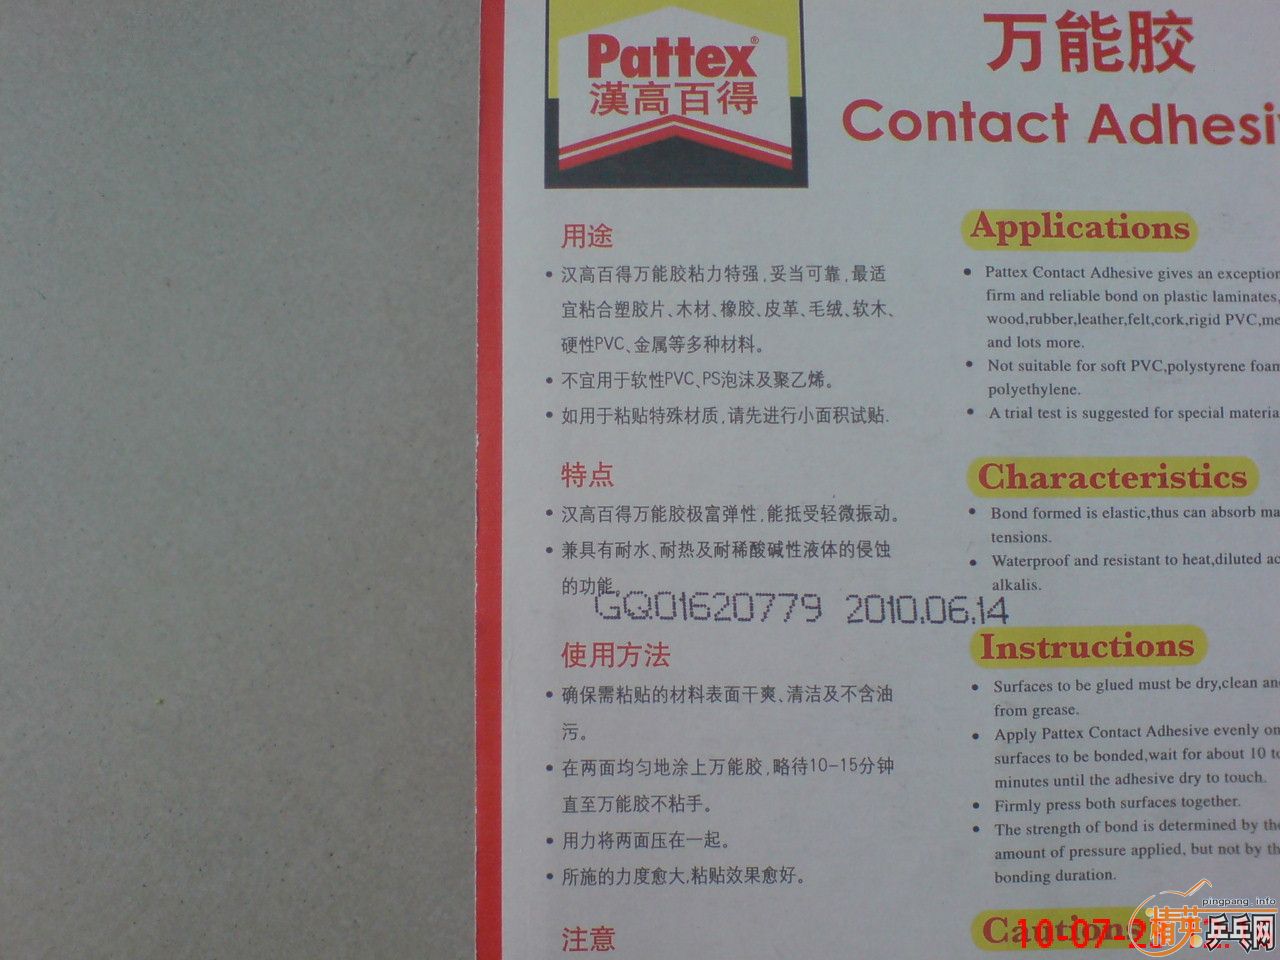 Pattex®
漢高百得
万能胶
Contact Adhesi
用途
• 汉高百得万能胶粘力特强,妥当可靠,最适
宜粘合塑胶片、木材、橡胶、皮革、毛绒、软木、
硬性PVC、金属等多种材料。
• 不宜用于软性PVC、PS泡沫及聚乙烯。
• 如用于粘贴特殊材质,请先进行小面积试贴.
特点
• 汉高百得万能胶极富弹性,能抵受轻微振动。
• 兼具有耐水、耐热及耐稀酸碱性液体的侵蚀
的功能。
GQ01620779 2010.06.14
使用方法
• 确保需粘贴的材料表面干爽、清洁及不含油
污。
• 在两面均匀地涂上万能胶,略待10-15分钟
直至万能胶不粘手。
• 用力将两面压在一起。
• 所施的力度愈大,粘贴效果愈好。
注意
Applications
• Pattex Contact Adhesive gives an exception
firm and reliable bond on plastic laminates,
wood,rubber,leather,felt,cork,rigid PVC,me
and lots more.
• Not suitable for soft PVC,polystyrene foam
polyethylene.
• A trial test is suggested for special materia
Characteristics
• Bond formed is elastic,thus can absorb ma
tensions.
• Waterproof and resistant to heat,diluted ac
alkalis.
Instructions
• Surfaces to be glued must be dry,clean an
from grease.
• Apply Pattex Contact Adhesive evenly on
surfaces to be bonded,wait for about 10 to
minutes until the adhesive dry to touch.
• Firmly press both surfaces together.
• The strength of bond is determined by the
amount of pressure applied, but not by th
bonding duration.
Cautions
10-07-2
pingpang.info
精英乒乓网